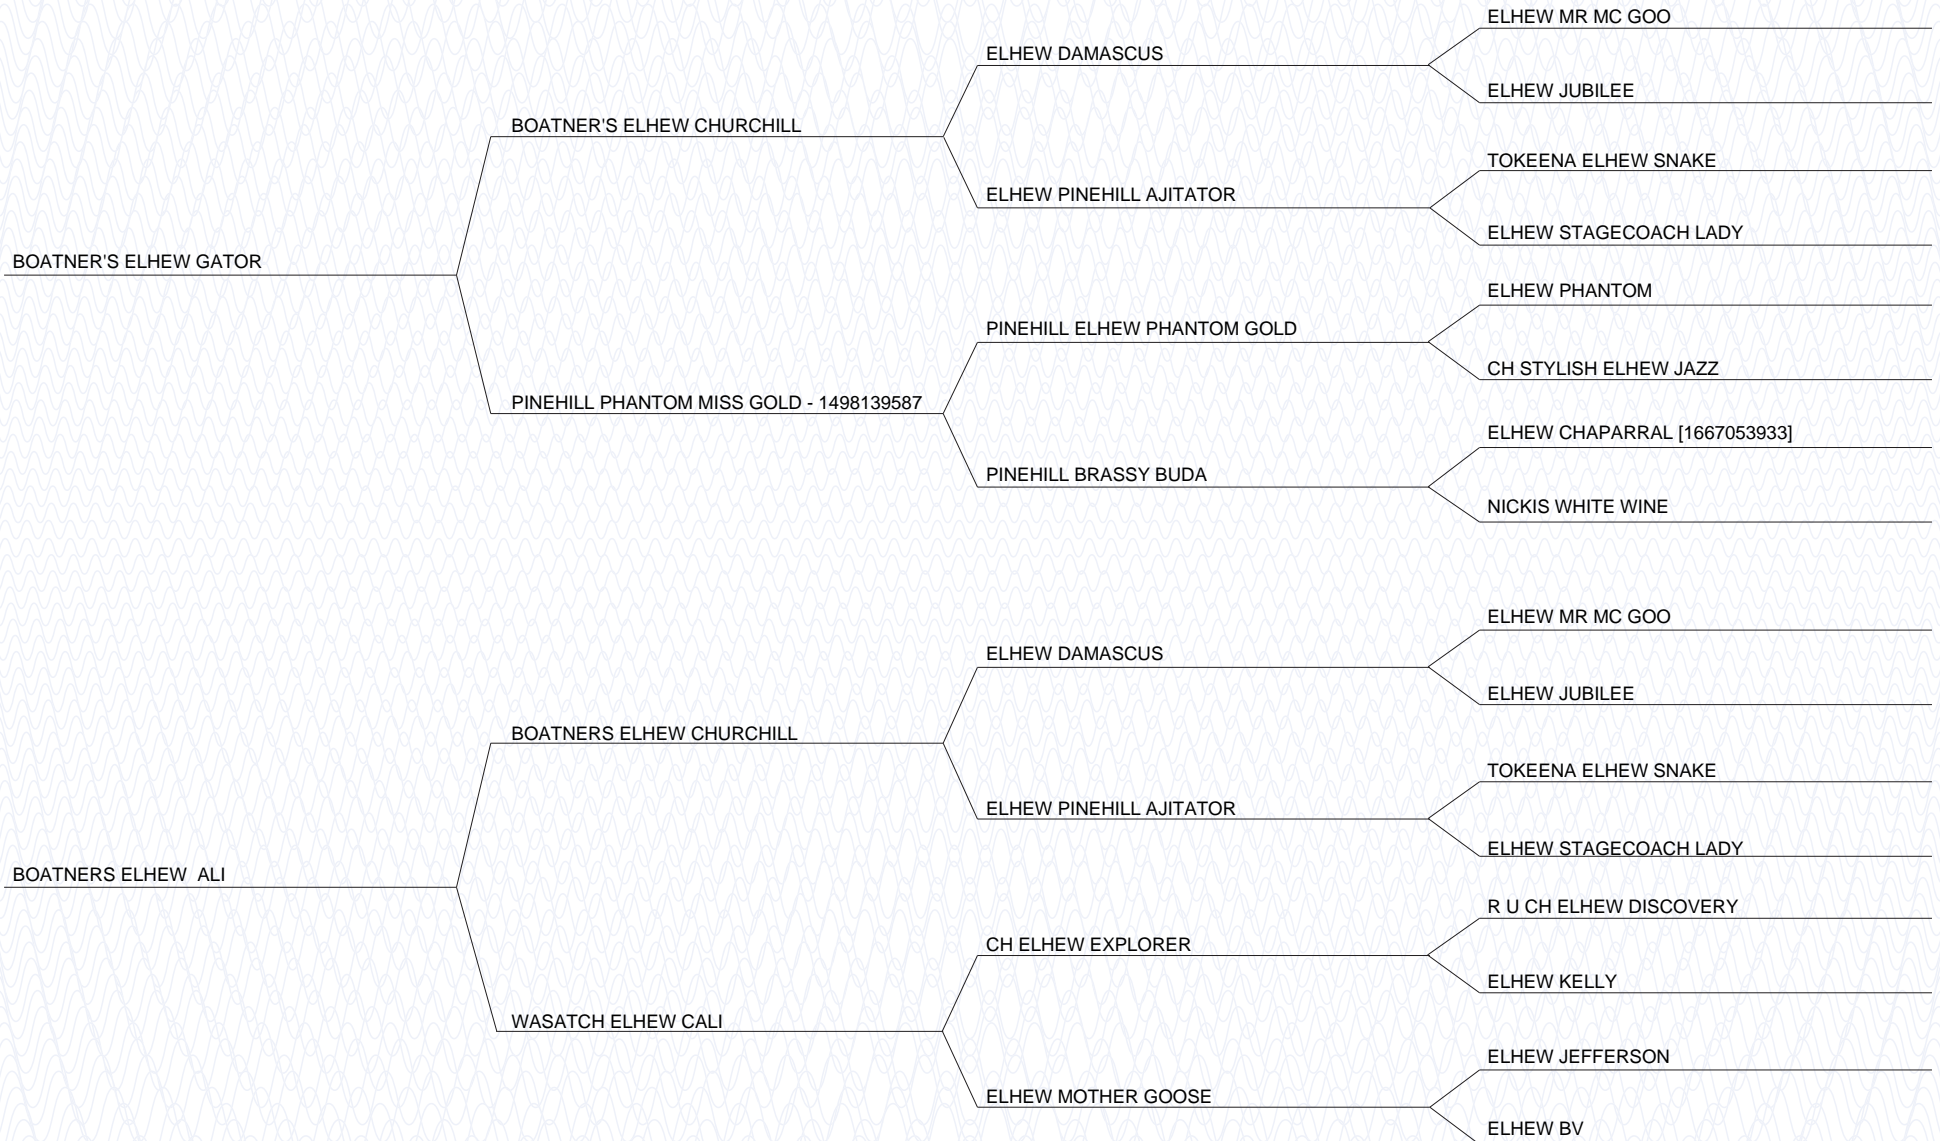 ELHEW MR MC GOO
ELHEW DAMASCUS
ELHEW JUBILEE
BOATNER'S ELHEW CHURCHILL
TOKEENA ELHEW SNAKE
ELHEW PINEHILL AJITATOR
ELHEW STAGECOACH LADY
BOATNER'S ELHEW GATOR
ELHEW PHANTOM
PINEHILL ELHEW PHANTOM GOLD
CH STYLISH ELHEW JAZZ
PINEHILL PHANTOM MISS GOLD - 1498139587
ELHEW CHAPARRAL [1667053933]
PINEHILL BRASSY BUDA
NICKIS WHITE WINE
ELHEW MR MC GOO
ELHEW DAMASCUS
ELHEW JUBILEE
BOATNERS ELHEW CHURCHILL
TOKEENA ELHEW SNAKE
ELHEW PINEHILL AJITATOR
ELHEW STAGECOACH LADY
BOATNERS ELHEW  ALI
R U CH ELHEW DISCOVERY
CH ELHEW EXPLORER
ELHEW KELLY
WASATCH ELHEW CALI
ELHEW JEFFERSON
ELHEW MOTHER GOOSE
ELHEW BV